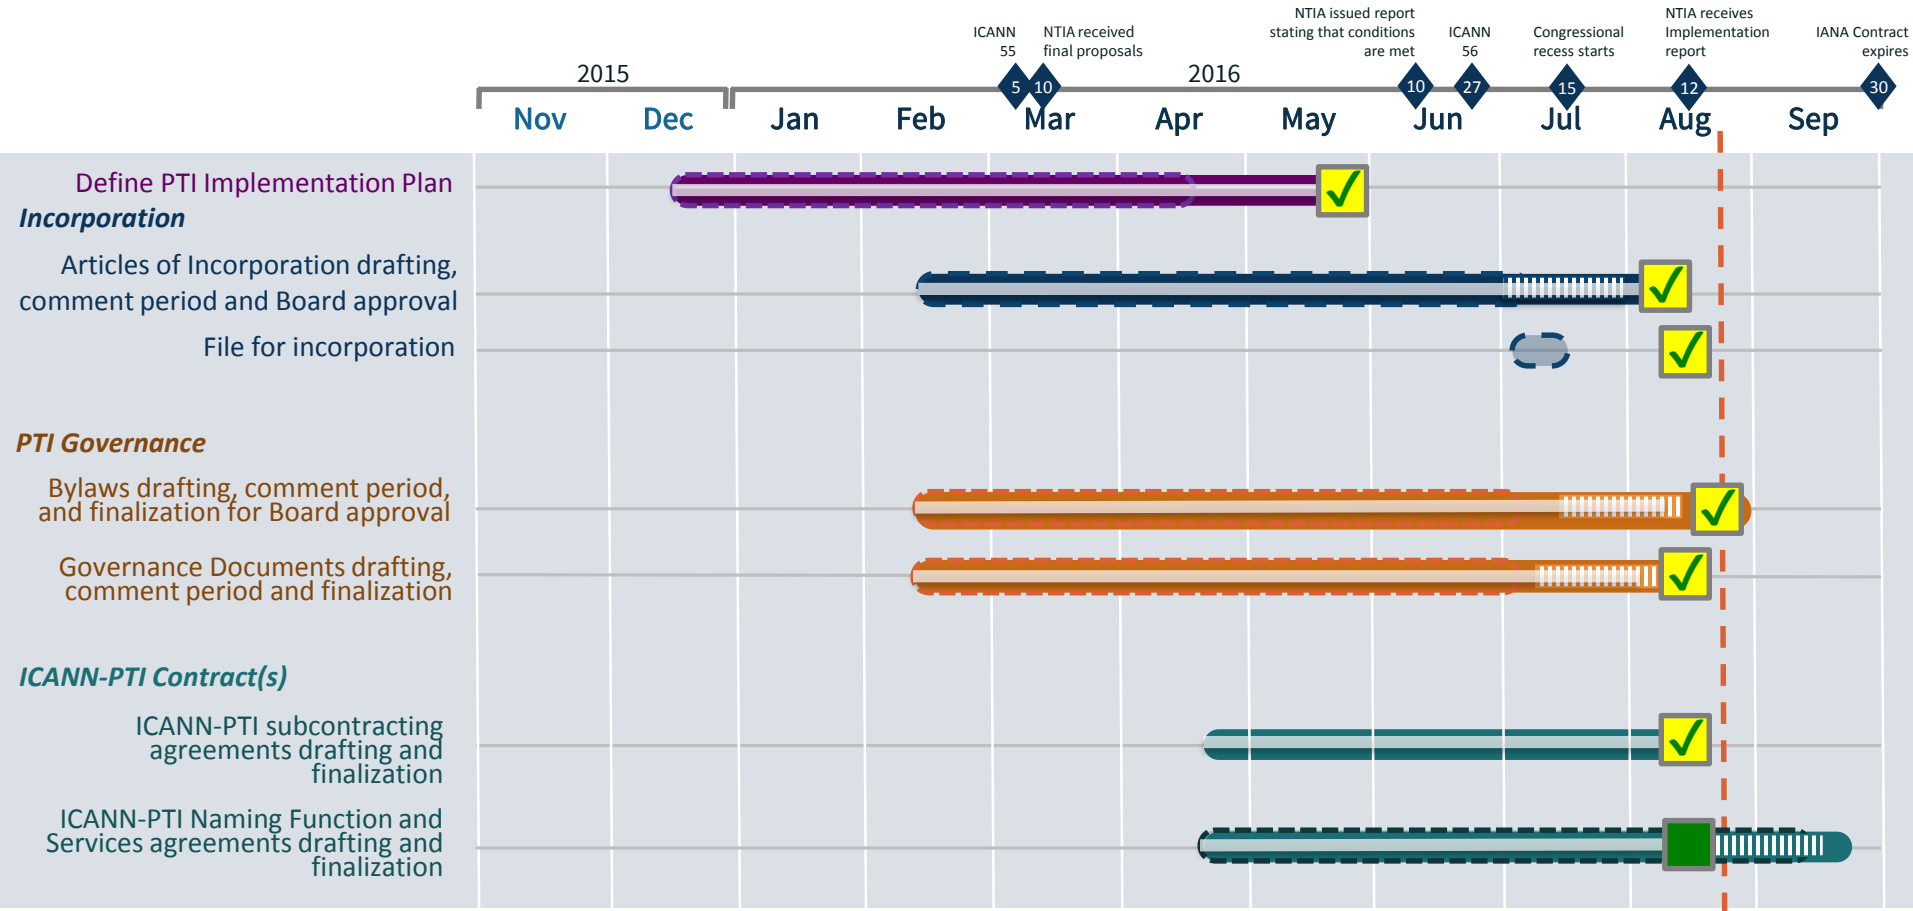 ICANN
55
NTIA received
final proposals
NTIA issued report
stating that conditions
are met
ICANN
56
Congressional
recess starts
NTIA receives
Implementation
report
IANA Contract
expires
2015
2016
5
10
10
27
15
12
30
Nov
Dec
Jan
Feb
Mar
Apr
May
Jun
Jul
Aug
Sep
Define PTI Implementation Plan
Incorporation
Articles of Incorporation drafting,
comment period and Board approval
File for incorporation
PTI Governance
Bylaws drafting, comment period,
and finalization for Board approval
Governance Documents drafting,
comment period and finalization
ICANN-PTI Contract(s)
ICANN-PTI subcontracting
agreements drafting and
finalization
ICANN-PTI Naming Function and
Services agreements drafting and
finalization